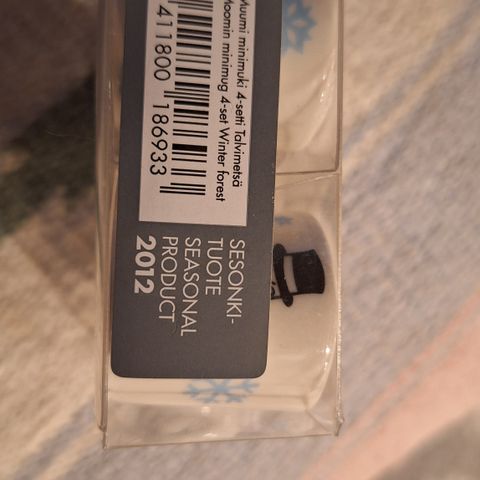 Muumi minimuki 4-setti Talvimetsä
Moomin minimug 4-set Winter forest
411800 186933
SESONKI-
TUOTE
SEASONAL
PRODUCT
2012